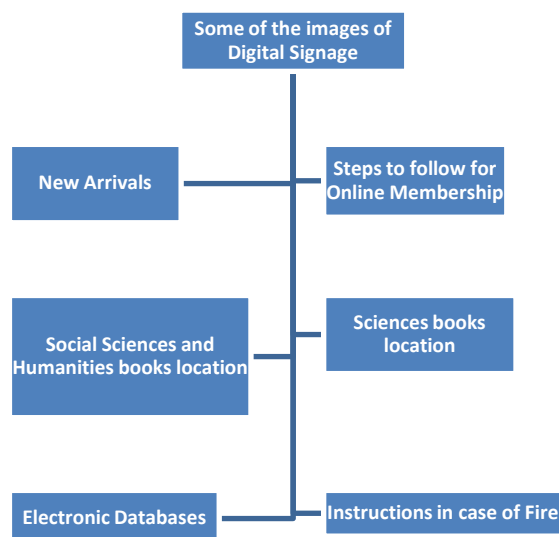 Some of the images of
Digital Signage
New Arrivals
Steps to follow for
Online Membership
Social Sciences and
Humanities books location
Sciences books
location
Electronic Databases
Instructions in case of Fire